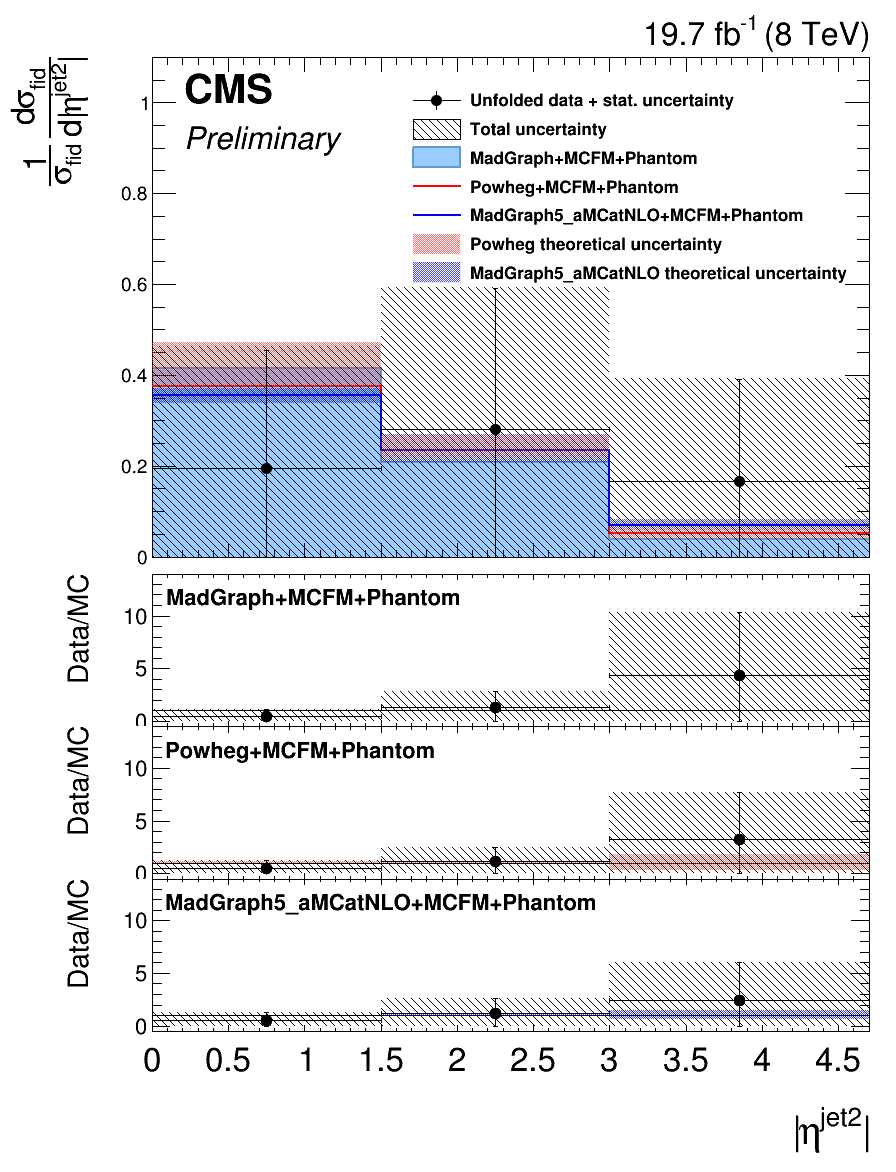 19.7 fb-1 (8 TeV)
1 dσfid
σfid d|ηjet2|
CMS
Preliminary
Unfolded data + stat. uncertainty
Total uncertainty
MadGraph+MCFM+Phantom
Powheg+MCFM+Phantom
MadGraph5_aMCatNLO+MCFM+Phantom
Powheg theoretical uncertainty
MadGraph5_aMCatNLO theoretical uncertainty
1
0.8
0.6
0.4
0.2
0
Data/MC
MadGraph+MCFM+Phantom
10
5
0
Data/MC
Powheg+MCFM+Phantom
10
5
0
Data/MC
MadGraph5_aMCatNLO+MCFM+Phantom
10
5
0
0 0.5 1 1.5 2 2.5 3 3.5 4 4.5
|ηjet2|